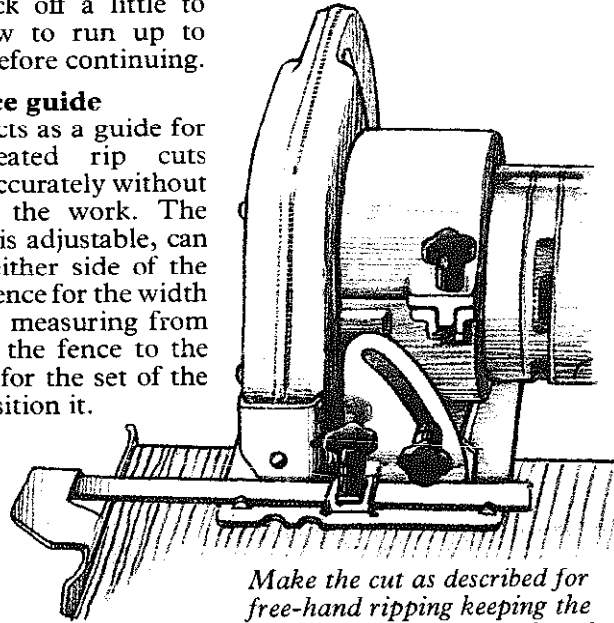 ck off a little to
w to run up to
efore continuing.
ce guide
cts as a guide for
eated rip cuts
ccurately without
the work. The
is adjustable, can
either side of the
ence for the width
measuring from
the fence to the
for the set of the
sition it.
Make the cut as described for
free-hand ripping keeping the